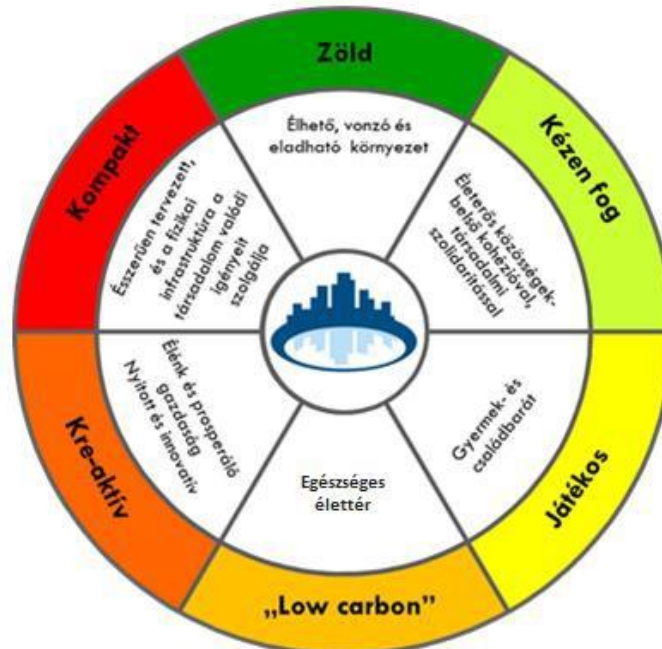 Zöld
Élhető, vonzó és
eladható környezet
Kézen fog
Életerős közösségek-
belső kohézióval,
társadalmi
szolidaritással
Játékos
Gyermek- és
családbarát
„Low carbon”
Egészséges
élettér
Kre-aktív
Élénk és prosperáló
gazdaság
Nyitott és innovatív
Kompakt
Ésszerűen tervezett,
és a fizikai
infrastruktúra a
társadalom valódi
igényeit
szolgálja